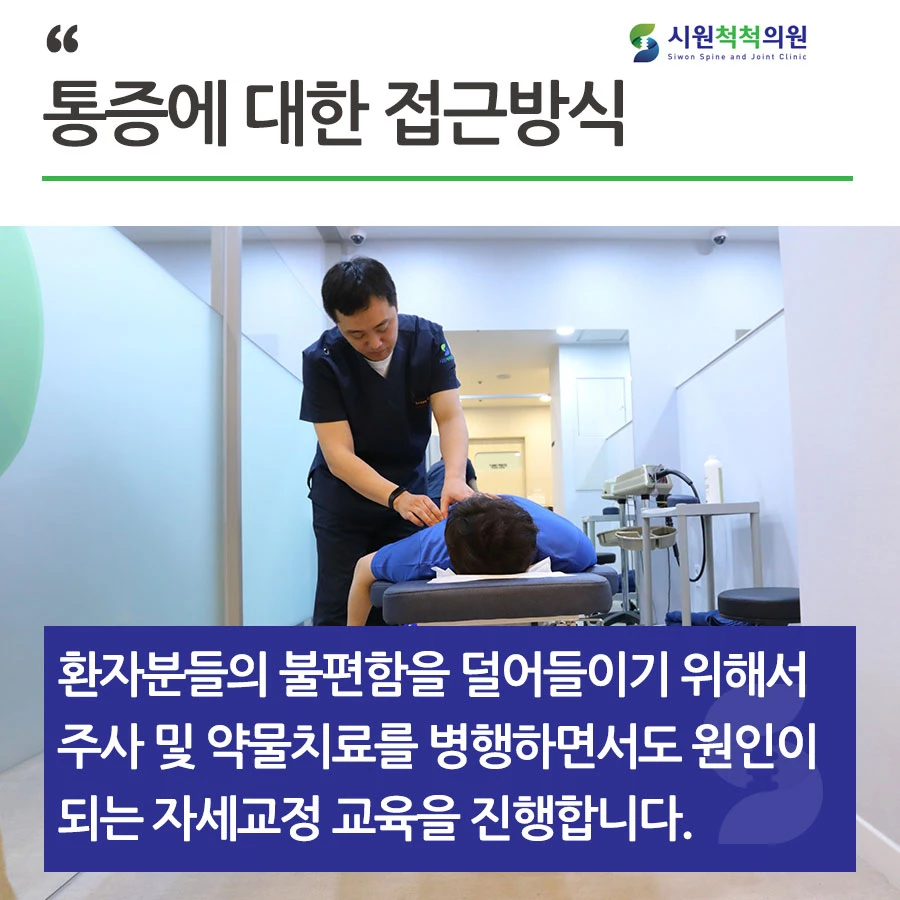 “
시원척척의원
Siwon Spine and Joint Clinic
통증에 대한 접근방식
환자분들의 불편함을 덜어들이기 위해서
주사 및 약물치료를 병행하면서도 원인이
되는 자세교정 교육을 진행합니다.